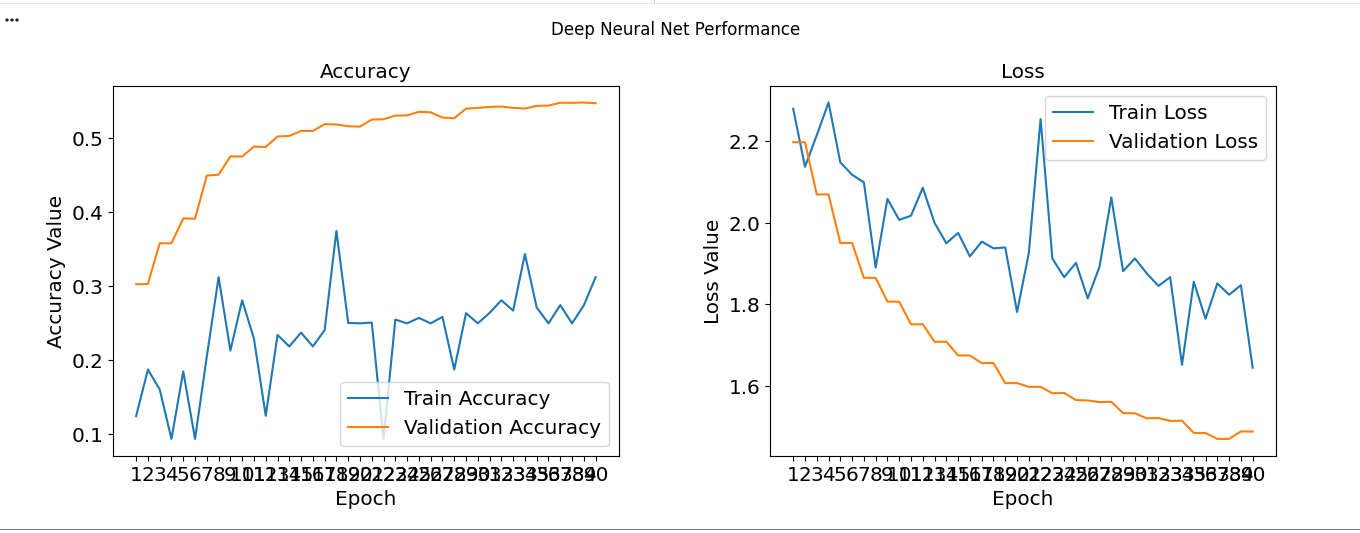 Deep Neural Net Performance
Accuracy
Accuracy Value
0.5
0.4
0.3
0.2
0.1
Train Accuracy
Validation Accuracy
Epoch
Loss
Loss Value
2.2
2.0
1.8
1.6
Train Loss
Validation Loss
Epoch